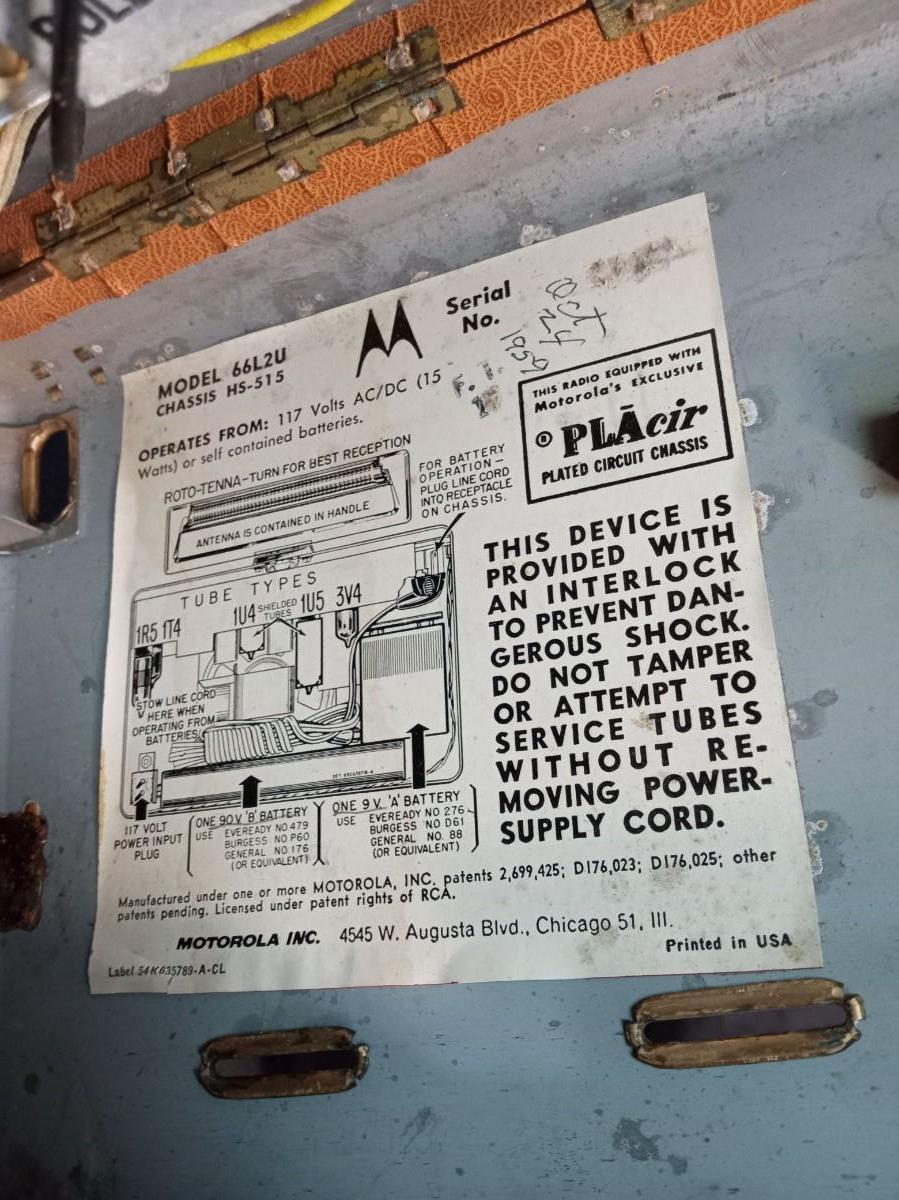 MODEL 66L2U
CHASSIS HS-515
Serial
No.
OCT
24
1959
OPERATES FROM: 117 Volts AC/DC (15
Watts) or self contained batteries.
THIS RADIO EQUIPPED WITH
Motorola's EXCLUSIVE
® PLĀcir
PLATED CIRCUIT CHASSIS
ROTO-TENNA-TURN FOR BEST RECEPTION
ANTENNA IS CONTAINED IN HANDLE
FOR BATTERY
OPERATION-
PLUG LINE CORD
INTO RECEPTACLE
ON CHASSIS.
TUBE TYPES
1R5 1T4 1U4 SHIELDED TUBES 1U5 3V4
STOW LINE CORD
HERE WHEN
OPERATING FROM
BATTERIES
117 VOLT
POWER INPUT
PLUG
ONE 90 V. 'B' BATTERY
USE EVEREADY NO 479
BURGESS NO P60
GENERAL NO. 176
(OR EQUIVALENT)
ONE 9 V. 'A' BATTERY
USE EVEREADY NO 276
BURGESS NO D61
GENERAL NO. 88
(OR EQUIVALENT)
THIS DEVICE IS
PROVIDED WITH
AN INTERLOCK
TO PREVENT DAN-
GEROUS SHOCK.
DO NOT TAMPER
OR ATTEMPT TO
SERVICE TUBES
WITHOUT RE-
MOVING POWER-
SUPPLY CORD.
Manufactured under one or more MOTOROLA, INC. patents 2,699,425; D176,023; D176,025; other
patents pending. Licensed under patent rights of RCA.
MOTOROLA INC. 4545 W. Augusta Blvd., Chicago 51, Ill.
Printed in USA
Label 54K635789-A-CL